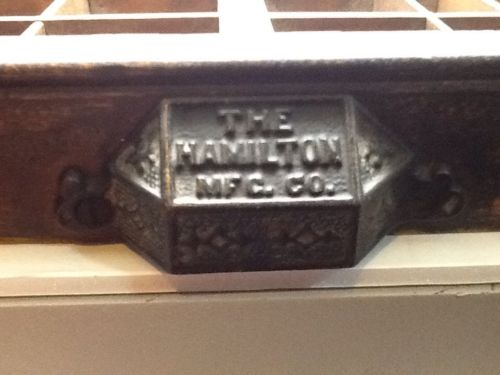 THE
HAMILTON
MFG. CO.